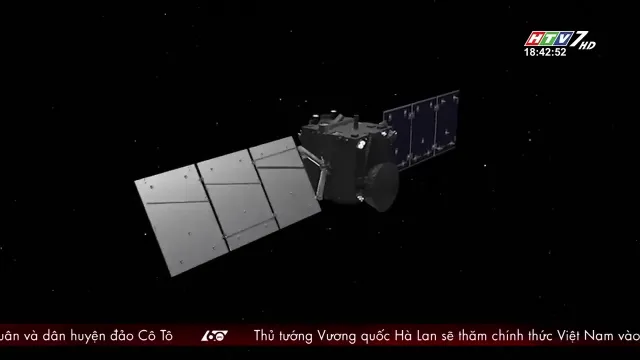 HTV7 HD
18:42:52
uân và dân huyện đảo Cô Tô
60 Thủ tướng Vương quốc Hà Lan sẽ thăm chính thức Việt Nam vào